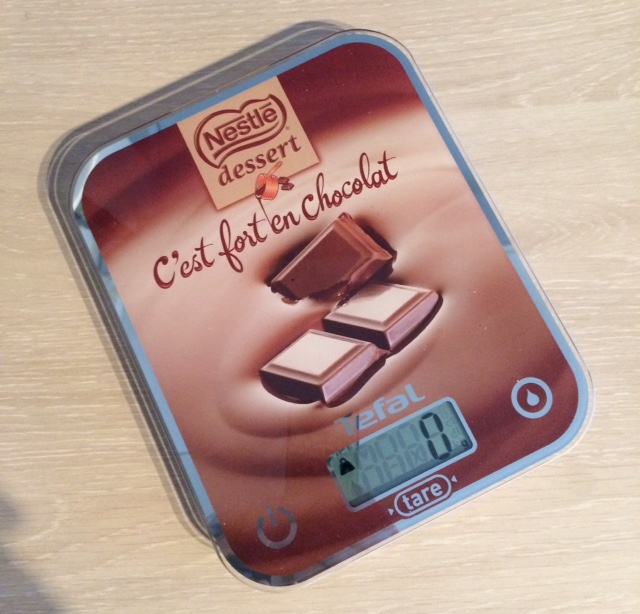 Nestlé
dessert
C'est fort en chocolat
Tefal
0
g
tare